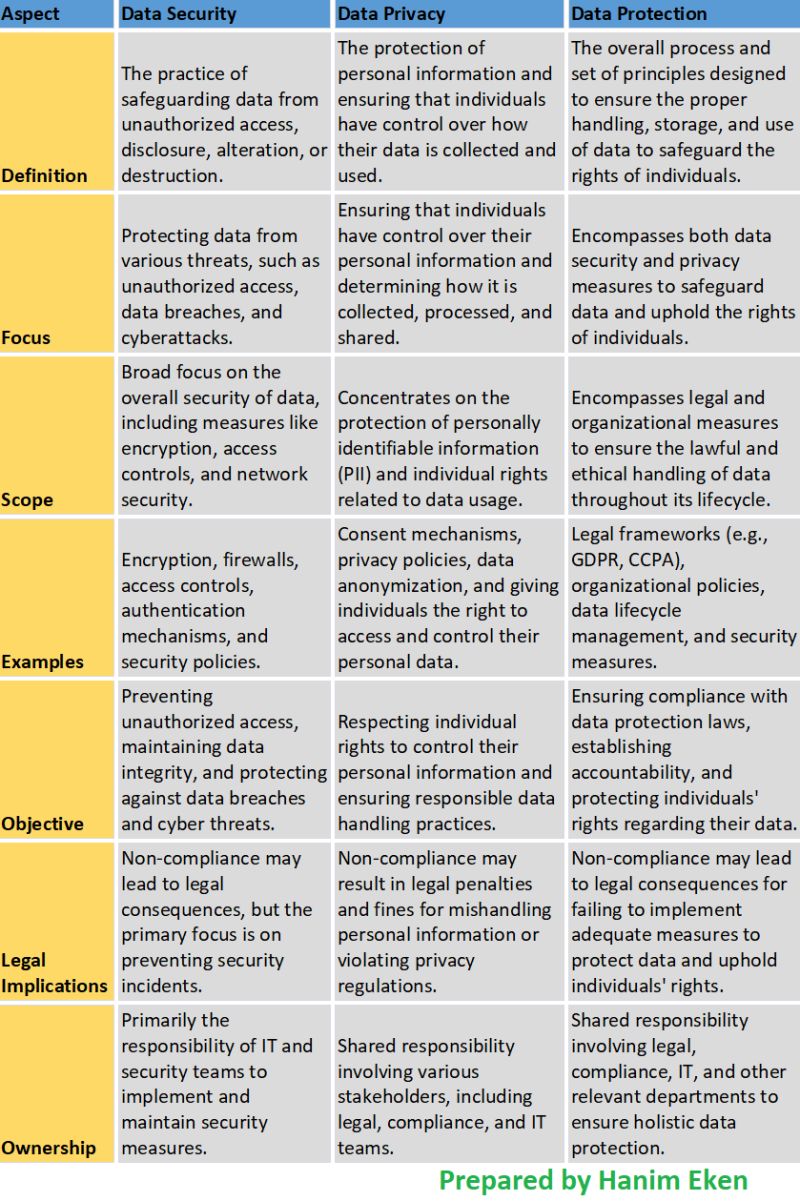 Aspect
Data Security
Data Privacy
Data Protection
Definition
The practice of
safeguarding data from
unauthorized access,
disclosure, alteration, or
destruction.
The protection of
personal information and
ensuring that individuals
have control over how
their data is collected and
used.
The overall process and
set of principles designed
to ensure the proper
handling, storage, and use
of data to safeguard the
rights of individuals.
Focus
Protecting data from
various threats, such as
unauthorized access,
data breaches, and
cyberattacks.
Ensuring that individuals
have control over their
personal information and
determining how it is
collected, processed, and
shared.
Encompasses both data
security and privacy
measures to safeguard
data and uphold the rights
of individuals.
Scope
Broad focus on the
overall security of data,
including measures like
encryption, access
controls, and network
security.
Concentrates on the
protection of personally
identifiable information
(PII) and individual rights
related to data usage.
Encompasses legal and
organizational measures
to ensure the lawful and
ethical handling of data
throughout its lifecycle.
Examples
Encryption, firewalls,
access controls,
authentication
mechanisms, and
security policies.
Consent mechanisms,
privacy policies, data
anonymization, and giving
individuals the right to
access and control their
personal data.
Legal frameworks (e.g.,
GDPR, CCPA),
organizational policies,
data lifecycle
management, and security
measures.
Objective
Preventing
unauthorized access,
maintaining data
integrity, and protecting
against data breaches
and cyber threats.
Respecting individual
rights to control their
personal information and
ensuring responsible data
handling practices.
Ensuring compliance with
data protection laws,
establishing
accountability, and
protecting individuals'
rights regarding their data.
Legal
Implications
Non-compliance may
lead to legal
consequences, but the
primary focus is on
preventing security
incidents.
Non-compliance may
result in legal penalties
and fines for mishandling
personal information or
violating privacy
regulations.
Non-compliance may lead
to legal consequences for
failing to implement
adequate measures to
protect data and uphold
individuals' rights.
Ownership
Primarily the
responsibility of IT and
security teams to
implement and
maintain security
measures.
Shared responsibility
involving various
stakeholders, including
legal, compliance, and IT
teams.
Shared responsibility
involving legal,
compliance, IT, and other
relevant departments to
ensure holistic data
protection.
Prepared by Hanim Eken